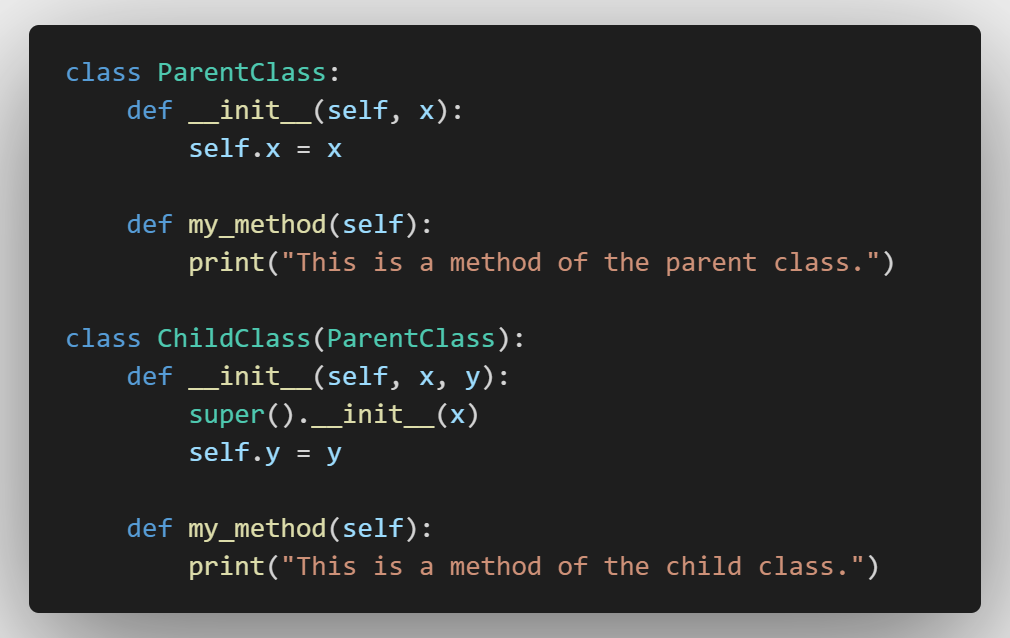 class ParentClass:
    def __init__(self, x):
        self.x = x

    def my_method(self):
        print("This is a method of the parent class.")

class ChildClass(ParentClass):
    def __init__(self, x, y):
        super().__init__(x)
        self.y = y

    def my_method(self):
        print("This is a method of the child class.")